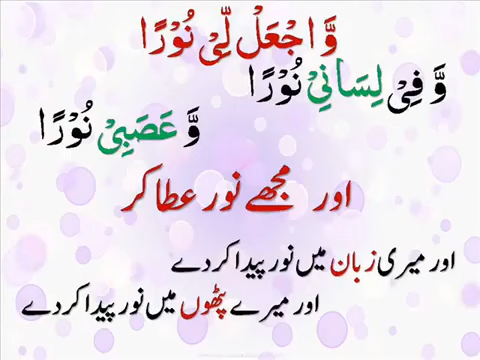 وَّ اجْعَلْ لِّیْ نُوْرًا
وَّ فِیْ لِسَانِیْ نُوْرًا
وَّ عَصَبِیْ نُوْرًا
اور مجھے نور عطا کر
اور میری زبان میں نور پیدا کر دے
اور میرے پٹھوں میں نور پیدا کر دے